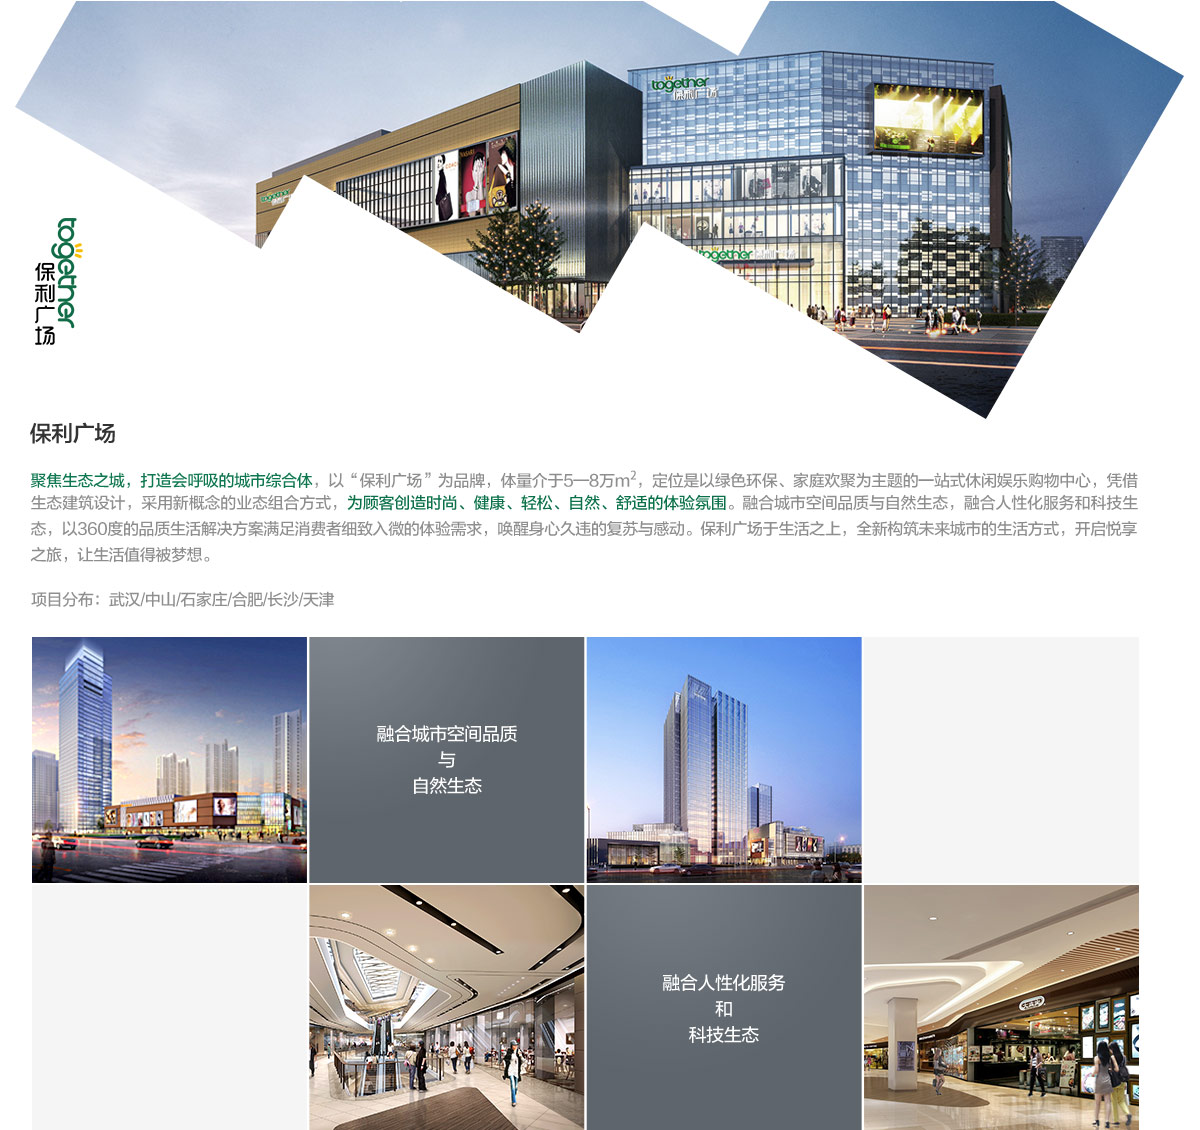 together
保利广场
together
together
together
保利广场
保利广场
聚焦生态之城，打造会呼吸的城市综合体，以“保利广场”为品牌，体量介于5—8万m²，定位是以绿色环保、家庭欢聚为主题的一站式休闲娱乐购物中心，凭借
生态建筑设计，采用新概念的业态组合方式，为顾客创造时尚、健康、轻松、自然、舒适的体验氛围。融合城市空间品质与自然生态，融合人性化服务和科技生
态，以360度的品质生活解决方案满足消费者细致入微的体验需求，唤醒身心久违的复苏与感动。保利广场于生活之上，全新构筑未来城市的生活方式，开启悦享
之旅，让生活值得被梦想。
项目分布：武汉/中山/石家庄/合肥/长沙/天津
融合城市空间品质
与
自然生态
融合人性化服务
和
科技生态